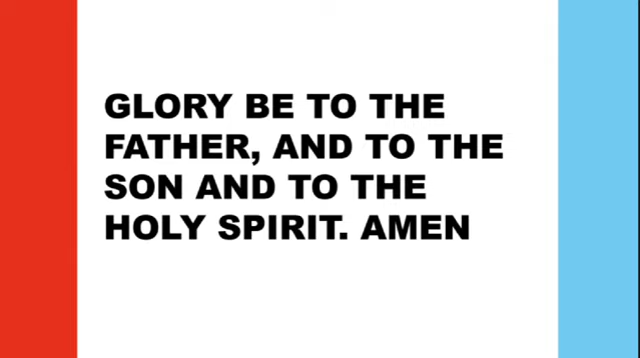 GLORY BE TO THE
FATHER, AND TO THE
SON AND TO THE
HOLY SPIRIT. AMEN